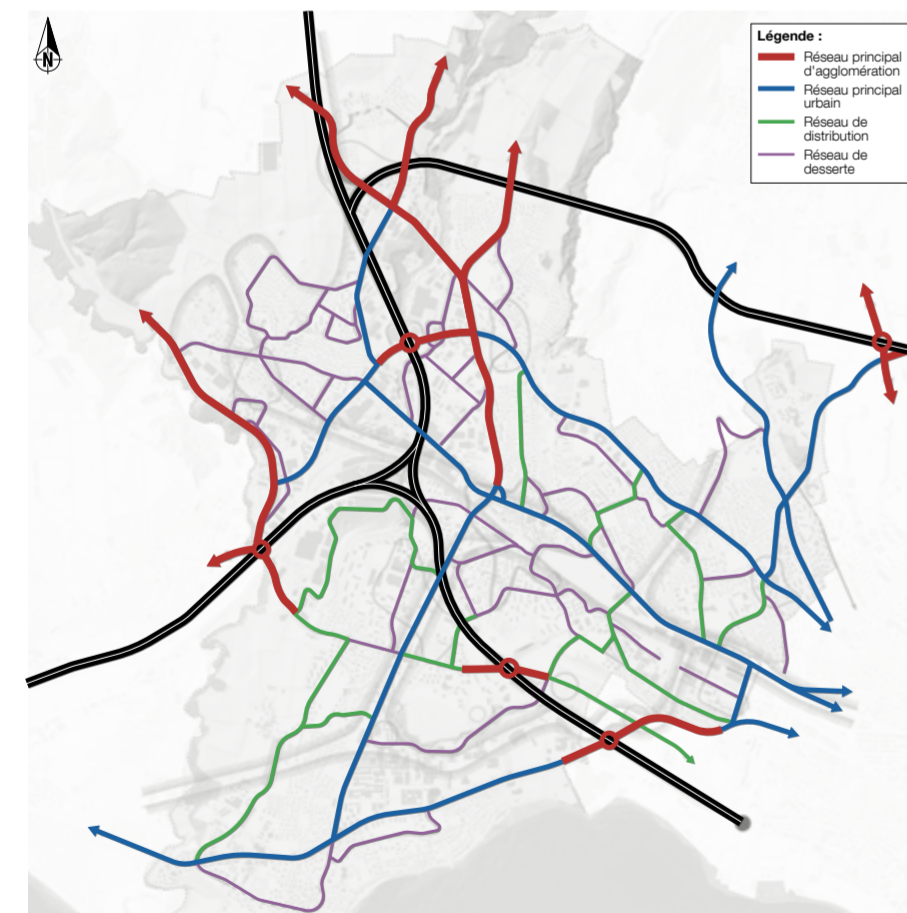 N
Légende :
Réseau principal
d'agglomération
Réseau principal
urbain
Réseau de
distribution
Réseau de
desserte